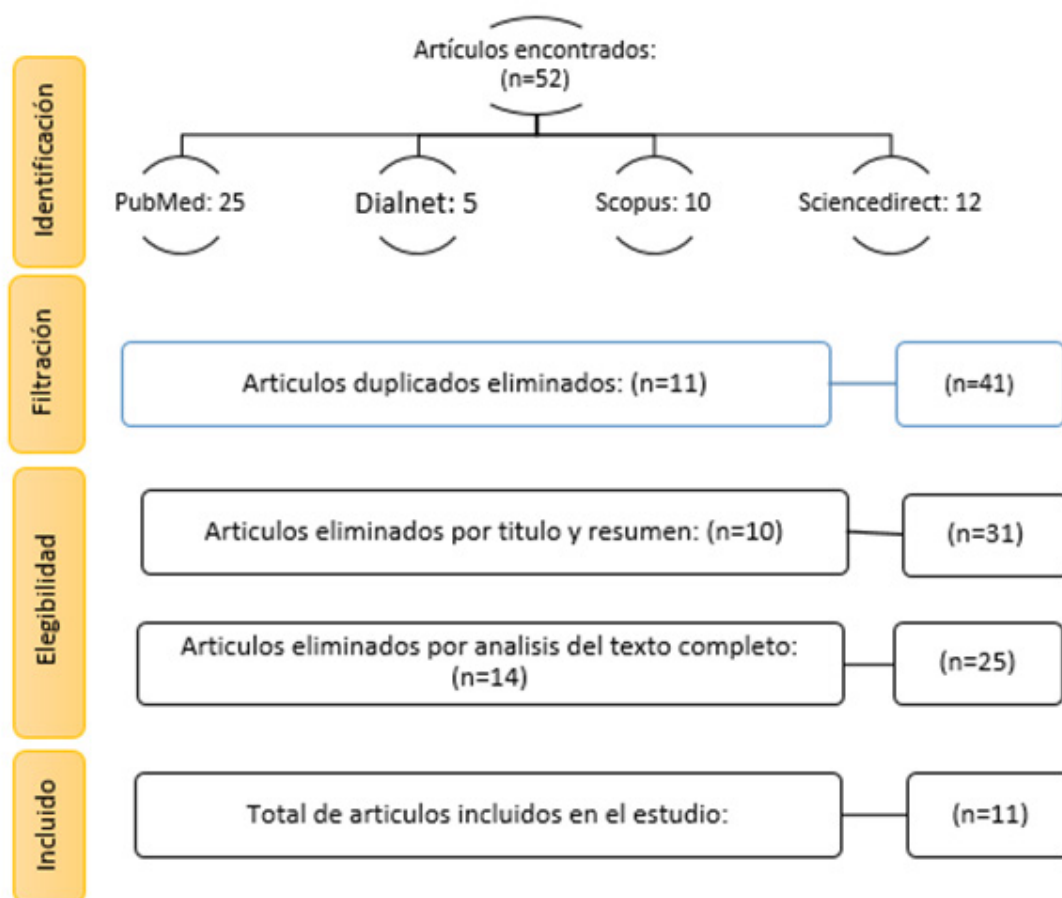 Identificación
Artículos encontrados:
(n=52)
PubMed: 25
Dialnet: 5
Scopus: 10
Sciencedirect: 12
Filtración
Articulos duplicados eliminados: (n=11)
(n=41)
Elegibilidad
Articulos eliminados por titulo y resumen: (n=10)
(n=31)
Articulos eliminados por analisis del texto completo:
(n=14)
(n=25)
Incluido
Total de articulos incluidos en el estudio:
(n=11)